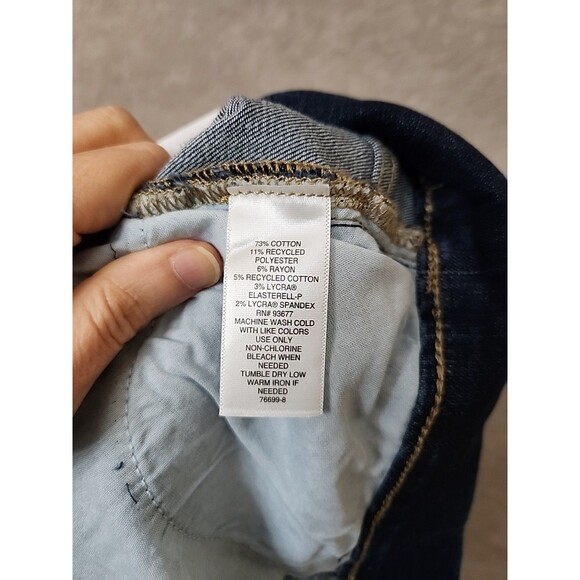 73% COTTON
11% RECYCLED
POLYESTER
6% RAYON
5% RECYCLED COTTON
3% LYCRA®
ELASTERELL-P
2% LYCRA® SPANDEX
RN# 93677
MACHINE WASH COLD
WITH LIKE COLORS
USE ONLY
NON-CHLORINE
BLEACH WHEN
NEEDED
TUMBLE DRY LOW
WARM IRON IF
NEEDED
76699-8